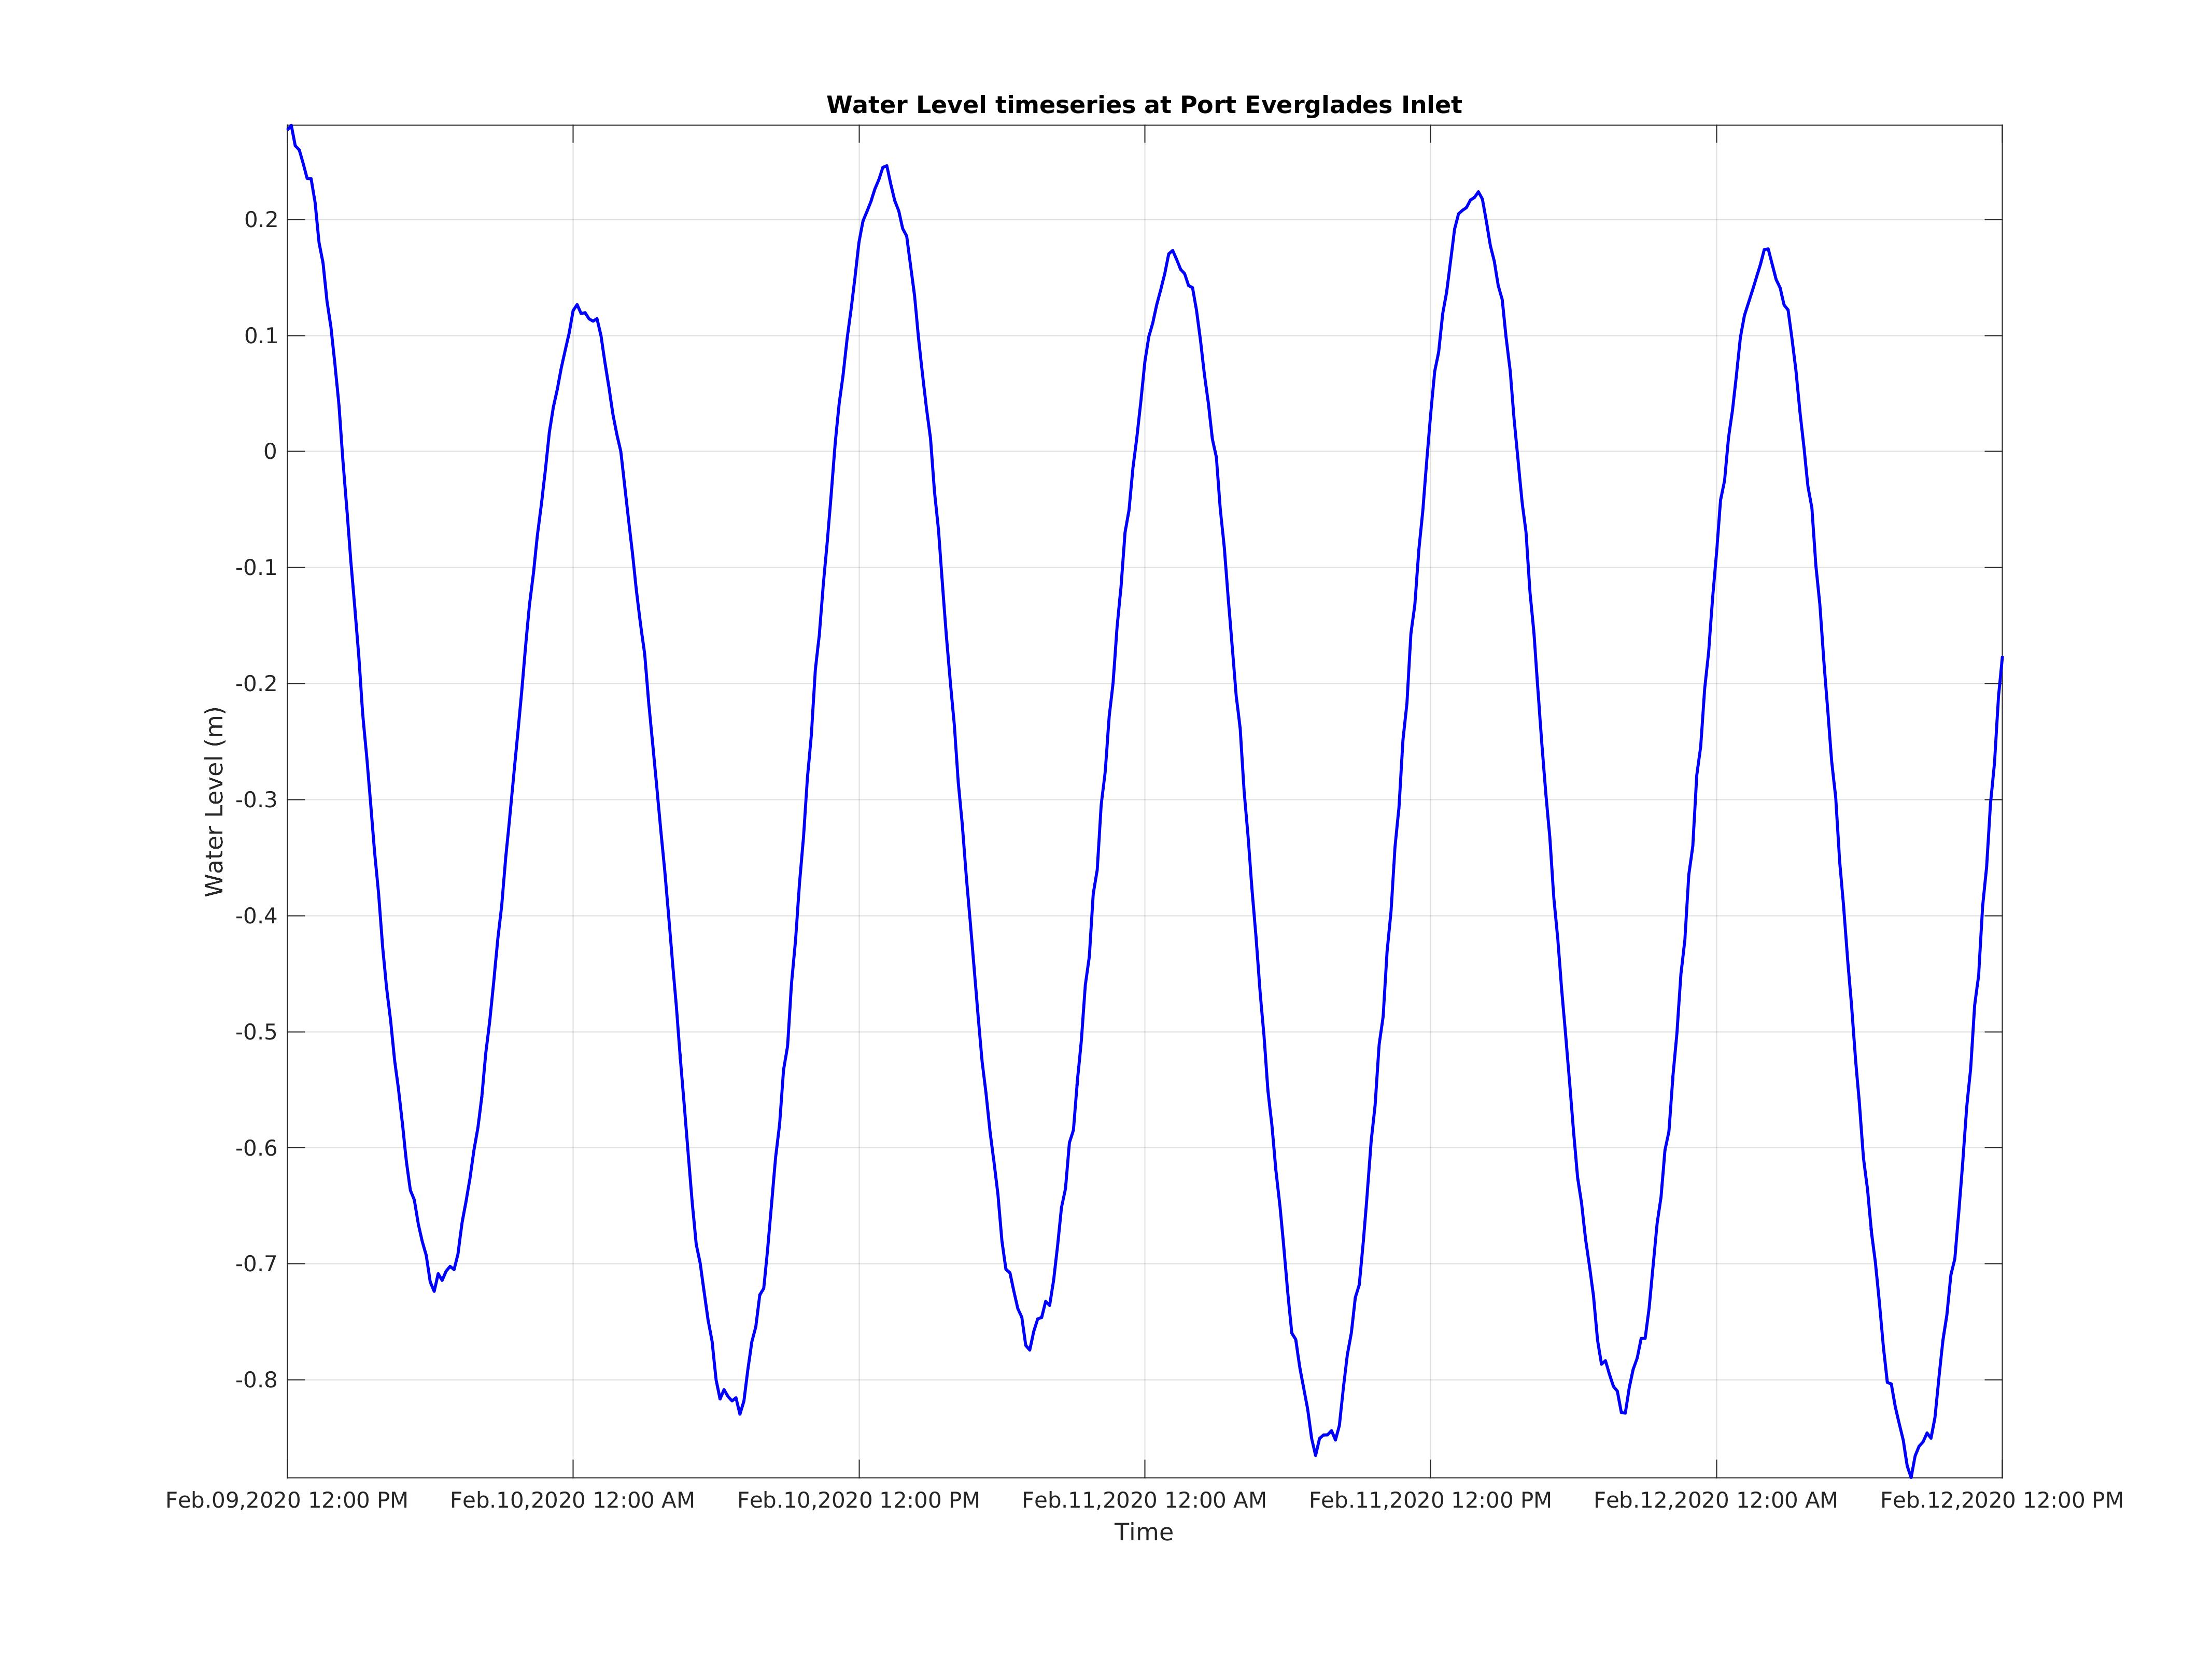 Water Level timeseries at Port Everglades Inlet
0.2
0.1
0
-0.1
-0.2
-0.3
-0.4
-0.5
-0.6
-0.7
-0.8
Water Level (m)
Feb.09,2020 12:00 PM Feb.10,2020 12:00 AM Feb.10,2020 12:00 PM Feb.11,2020 12:00 AM Feb.11,2020 12:00 PM Feb.12,2020 12:00 AM Feb.12,2020 12:00 PM
Time